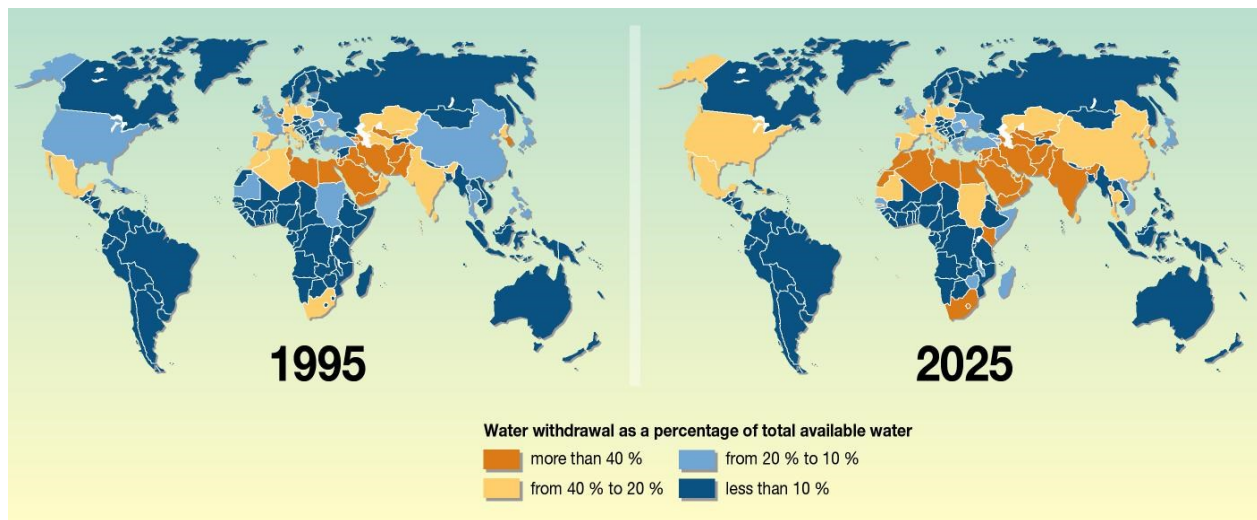 1995
2025
Water withdrawal as a percentage of total available water
more than 40 %
from 20 % to 10 %
from 40 % to 20 %
less than 10 %